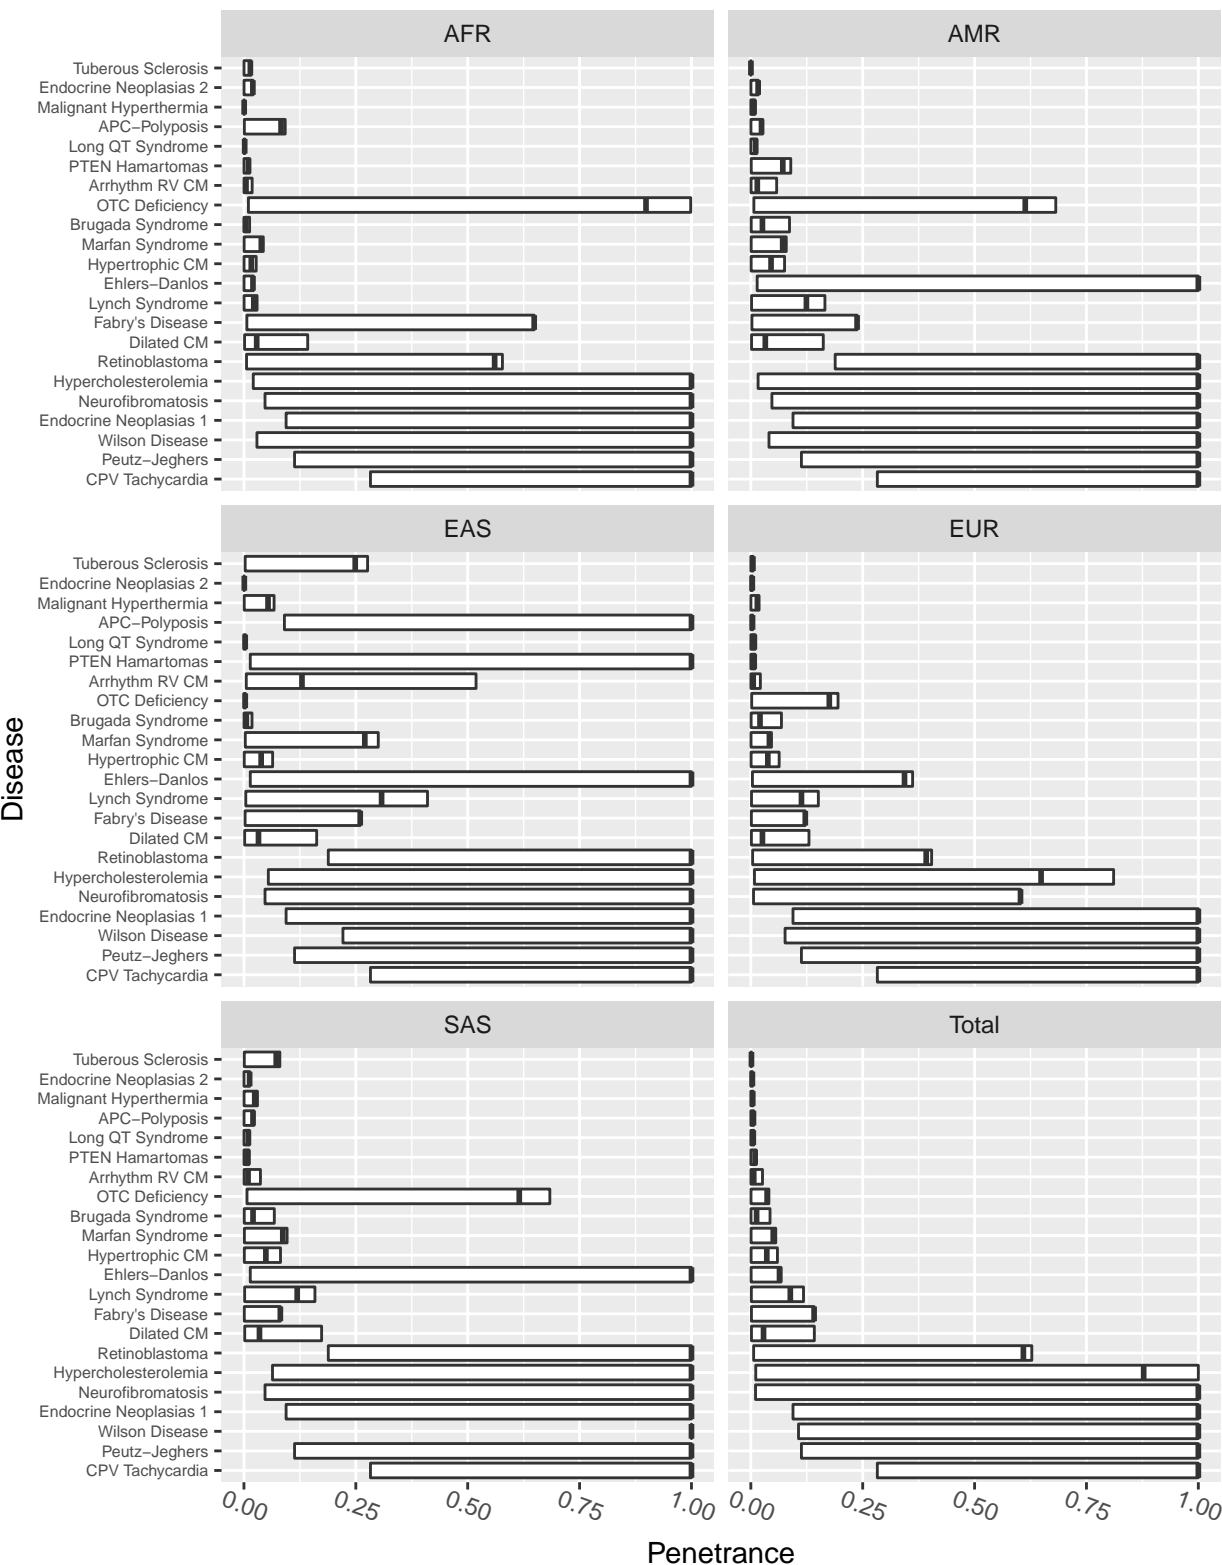 AFR
AMR
Tuberous Sclerosis
Endocrine Neoplasias 2
Malignant Hyperthermia
APC−Polyposis
Long QT Syndrome
PTEN Hamartomas
Arrhythm RV CM
OTC Deficiency
Brugada Syndrome
Marfan Syndrome
Hypertrophic CM
Ehlers−Danlos
Lynch Syndrome
Fabry's Disease
Dilated CM
Retinoblastoma
Hypercholesterolemia
Neurofibromatosis
Endocrine Neoplasias 1
Wilson Disease
Peutz−Jeghers
CPV Tachycardia
EAS
EUR
Tuberous Sclerosis
Endocrine Neoplasias 2
Malignant Hyperthermia
APC−Polyposis
Long QT Syndrome
PTEN Hamartomas
Arrhythm RV CM
OTC Deficiency
Brugada Syndrome
Marfan Syndrome
Hypertrophic CM
Ehlers−Danlos
Lynch Syndrome
Fabry's Disease
Dilated CM
Retinoblastoma
Hypercholesterolemia
Neurofibromatosis
Endocrine Neoplasias 1
Wilson Disease
Peutz−Jeghers
CPV Tachycardia
Disease
SAS
Total
Tuberous Sclerosis
Endocrine Neoplasias 2
Malignant Hyperthermia
APC−Polyposis
Long QT Syndrome
PTEN Hamartomas
Arrhythm RV CM
OTC Deficiency
Brugada Syndrome
Marfan Syndrome
Hypertrophic CM
Ehlers−Danlos
Lynch Syndrome
Fabry's Disease
Dilated CM
Retinoblastoma
Hypercholesterolemia
Neurofibromatosis
Endocrine Neoplasias 1
Wilson Disease
Peutz−Jeghers
CPV Tachycardia
0.00 0.25 0.50 0.75 1.00
0.00 0.25 0.50 0.75 1.00
Penetrance